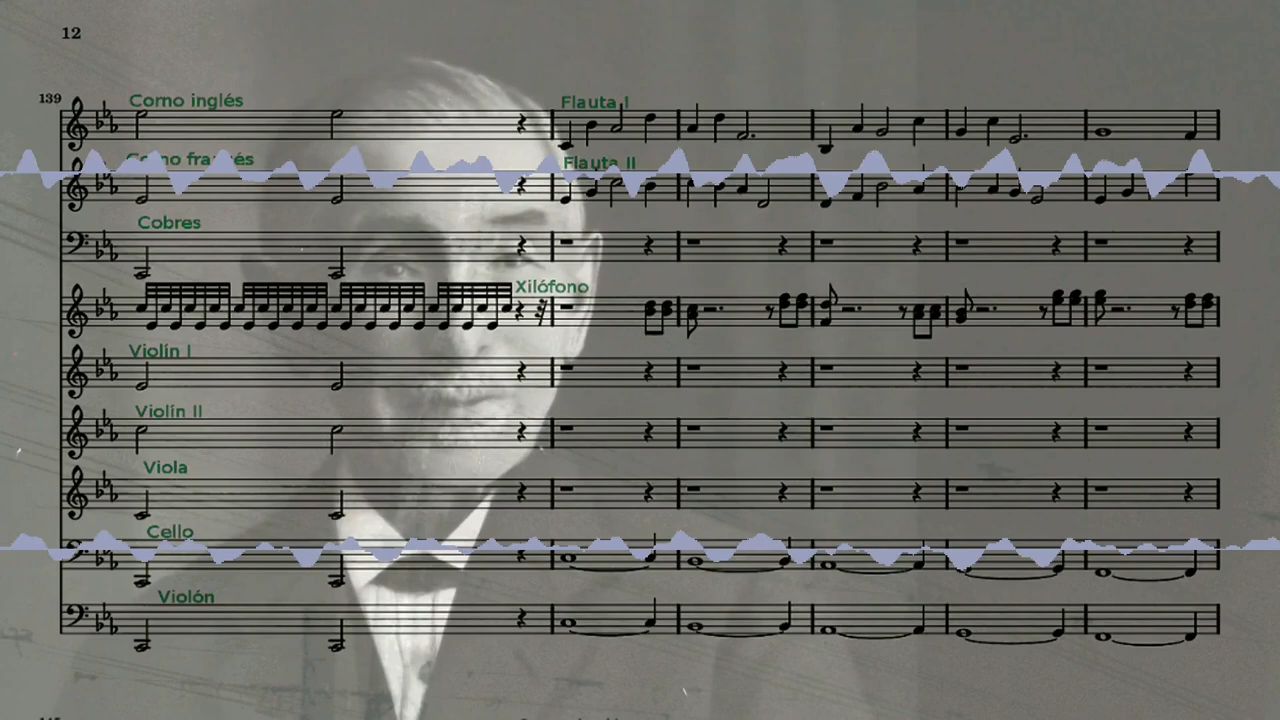 12
139
Corno inglés
Flauta I
Corno francés
Flauta II
Cobres
Xilófono
Violín I
Violín II
Viola
Cello
Violón